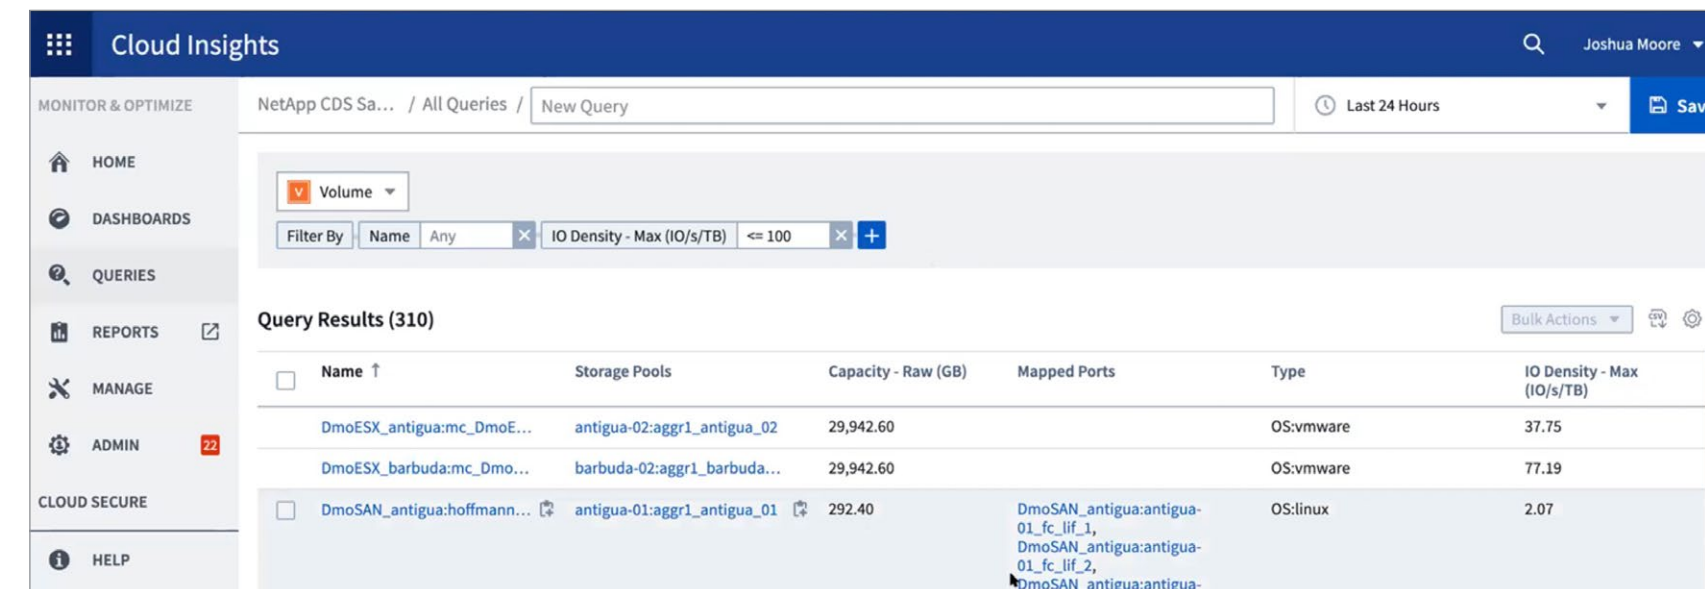 Cloud Insights
Joshua Moore
MONITOR & OPTIMIZE
NetApp CDS Sa... / All Queries / New Query
Last 24 Hours
Sav
HOME
V Volume
DASHBOARDS
Filter By Name Any × IO Density - Max (IO/s/TB) <= 100 × +
QUERIES
Query Results (310)
Bulk Actions
CSV
REPORTS
Name ↑ Storage Pools Capacity - Raw (GB) Mapped Ports Type IO Density - Max
(IO/s/TB)
MANAGE
DmoESX_antigua:mc_DmoE... antigua-02:aggr1_antigua_02 29,942.60 OS:vmware 37.75
ADMIN 22
DmoESX_barbuda:mc_Dmo... barbuda-02:aggr1_barbuda... 29,942.60 OS:vmware 77.19
CLOUD SECURE
DmoSAN_antigua:hoffmann... antigua-01:aggr1_antigua_01 292.40 DmoSAN_antigua:antigua- OS:linux 2.07
01_fc_lif_1,
DmoSAN_antigua:antigua-
01_fc_lif_2,
DmoSAN_antigua:antigua-
HELP